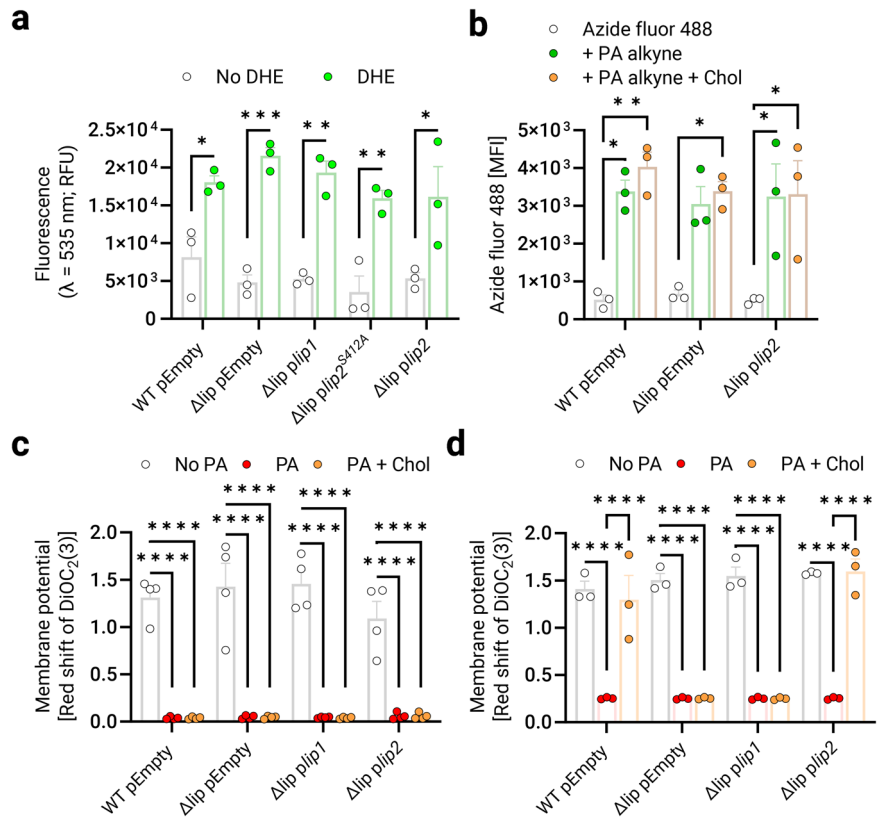 a
No DHE DHE
Fluorescence
(λ = 535 nm; RFU)
2.5×10⁴
2×10⁴
1.5×10⁴
1×10⁴
5×10³
0
* *** ** ** *
WT pEmpty
Δlip pEmpty
Δlip plip1
Δlip plip2^S412A
Δlip plip2
b
Azide fluor 488
+ PA alkyne
+ PA alkyne + Chol
Azide fluor 488 [MFI]
5×10³
4×10³
3×10³
2×10³
1×10³
0
* ** * * *
WT pEmpty
Δlip pEmpty
Δlip plip2
c
No PA PA PA + Chol
Membrane potential
[Red shift of DiOC₂(3)]
2.0
1.5
1.0
0.5
0.0
**** **** **** ****
**** **** **** ****
WT pEmpty
Δlip pEmpty
Δlip plip1
Δlip plip2
d
No PA PA PA + Chol
Membrane potential
[Red shift of DiOC₂(3)]
2.0
1.5
1.0
0.5
0.0
**** **** **** ****
**** **** **** ****
WT pEmpty
Δlip pEmpty
Δlip plip1
Δlip plip2